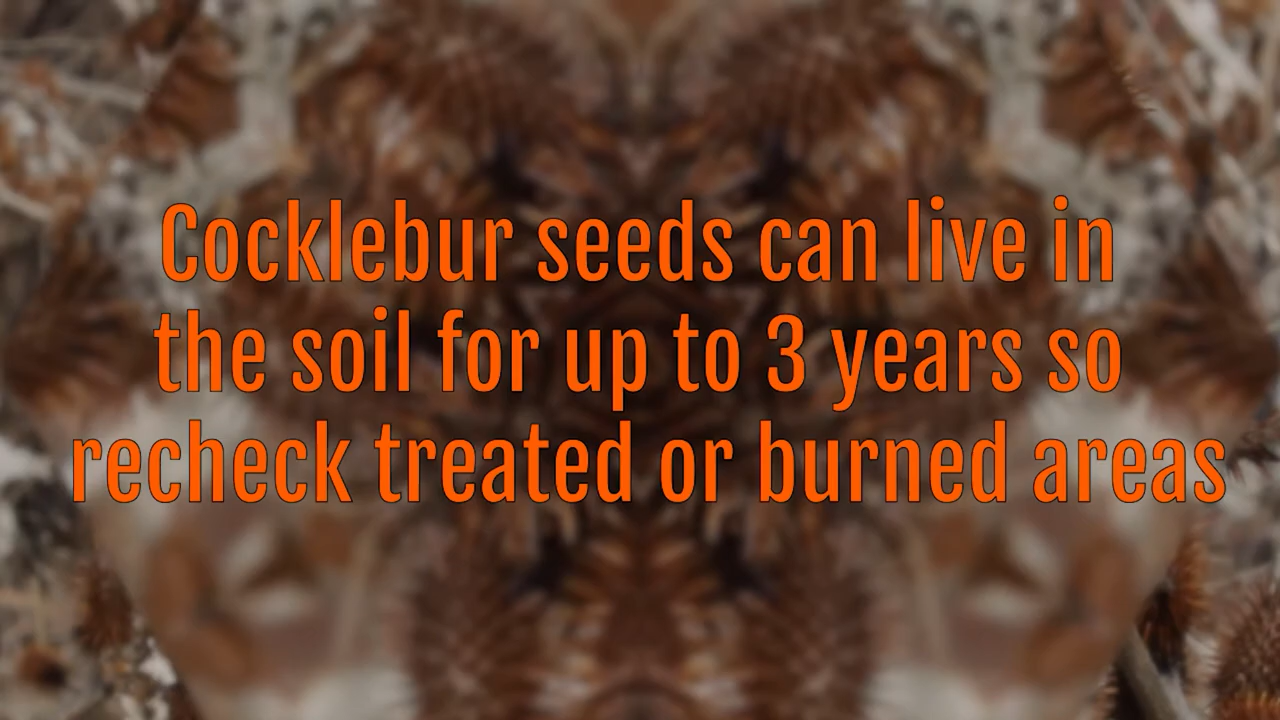 Cocklebur seeds can live in
the soil for up to 3 years so
recheck treated or burned areas